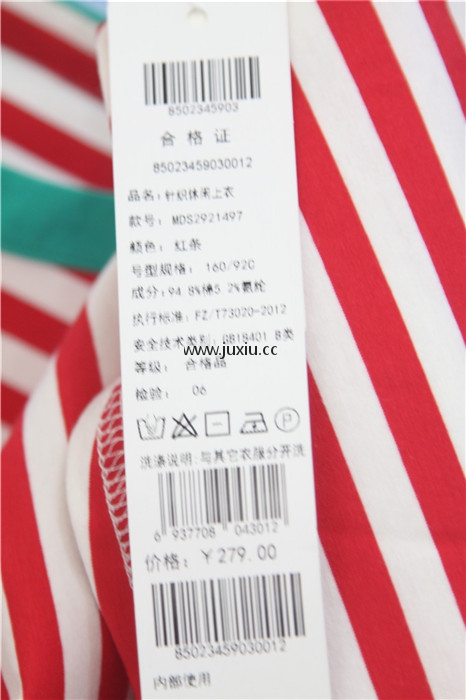 8502345903
合格证
85023459030012
品名: 针织休闲上衣
款号: MDS2921497
颜色: 红条
号型规格: 160/92C
成分: 94.8%棉5.2%氨纶
执行标准: FZ/T73020-2012
安全技术类别: GB18401 B类
www.juxiu.cc
等级: 合格品
检验: 06
P
洗涤说明:与其它衣服分开洗
6 937708 043012
价格: ￥279.00
85023459030012
内部使用